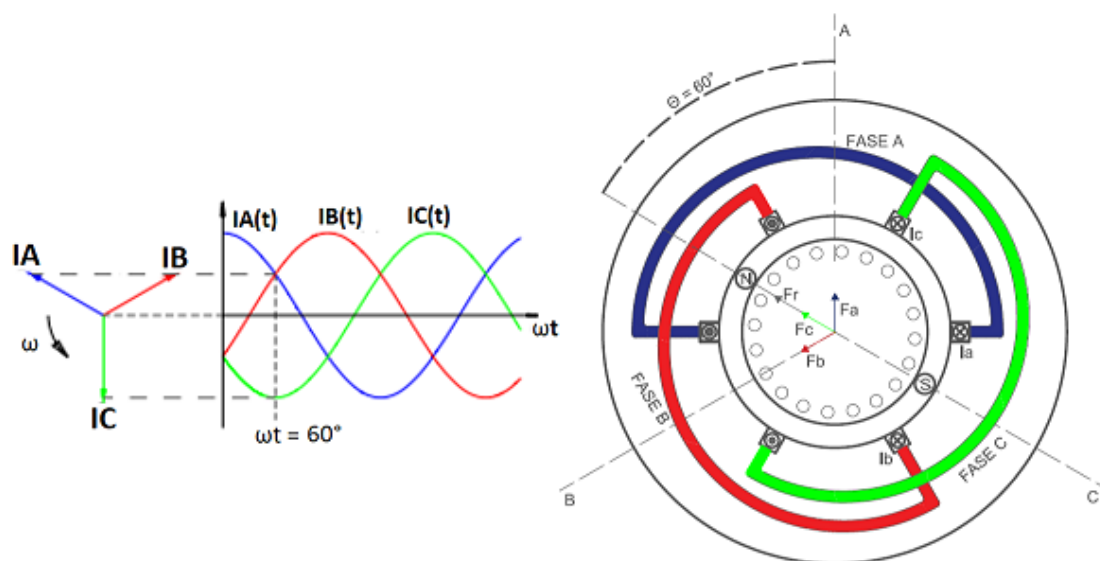 IA(t)
IB(t)
IC(t)
IA
IB
ω
ωt
IC
ωt = 60°
A
Θ = 60°
FASE A
Ic
N
Fr
Fa
Fc
Fb
Ia
S
FASE B
Ib
FASE C
B
C